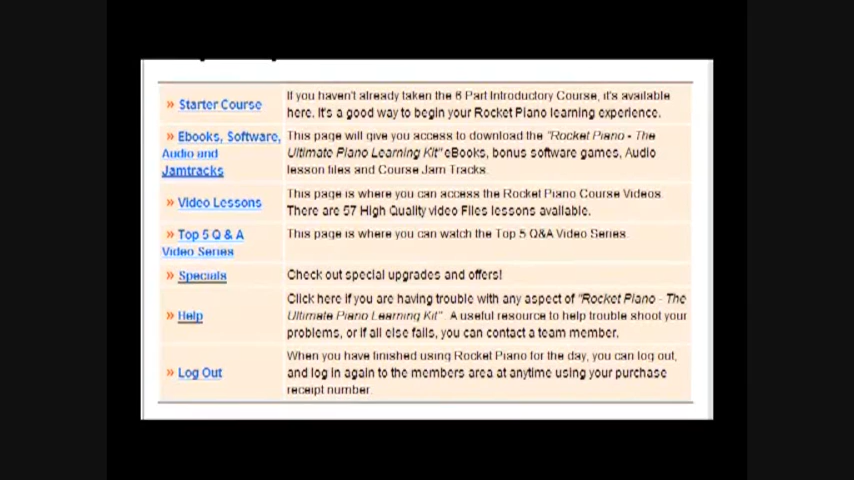 » Starter Course
If you haven't already taken the 6 Part Introductory Course, it's available
here. It's a good way to begin your Rocket Piano learning experience.
» Ebooks, Software,
Audio and
Jamtracks
This page will give you access to download the "Rocket Piano - The
Ultimate Piano Learning Kit" eBooks, bonus software games, Audio
lesson files and Course Jam Tracks.
» Video Lessons
This page is where you can access the Rocket Piano Course Videos.
There are 57 High Quality video Files lessons available.
» Top 5 Q & A
Video Series
This page is where you can watch the Top 5 Q&A Video Series.
» Specials
Check out special upgrades and offers!
» Help
Click here if you are having trouble with any aspect of "Rocket Piano - The
Ultimate Piano Learning Kit". A useful resource to help trouble shoot your
problems, or if all else fails, you can contact a team member.
» Log Out
When you have finished using Rocket Piano for the day, you can log out,
and log in again to the members area at anytime using your purchase
receipt number.